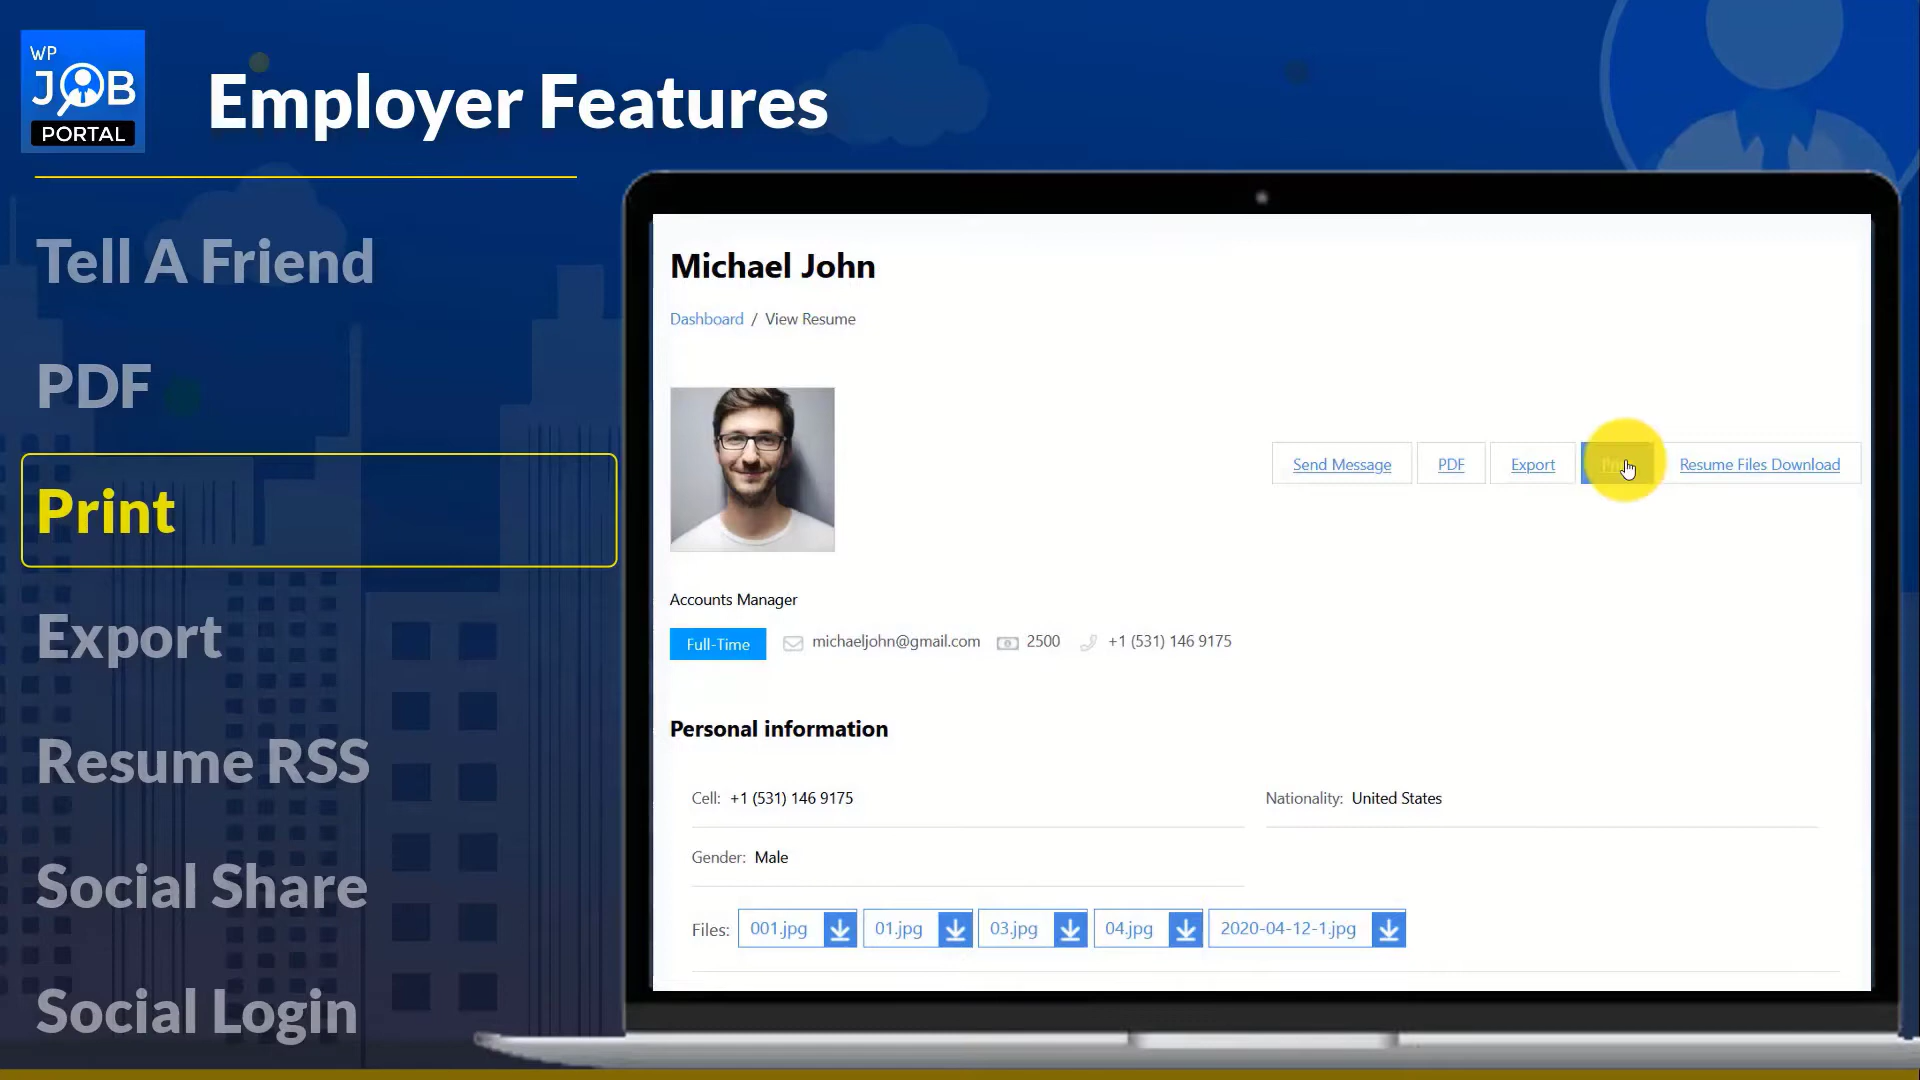 WP
JOB
PORTAL
Employer Features
Tell A Friend
PDF
Print
Export
Resume RSS
Social Share
Social Login
Michael John
Dashboard / View Resume
Send Message PDF Export Resume Files Download
Accounts Manager
Full-Time michaeljohn@gmail.com 2500 +1 (531) 146 9175
Personal information
Cell: +1 (531) 146 9175 Nationality: United States
Gender: Male
Files: 001.jpg 01.jpg 03.jpg 04.jpg 2020-04-12-1.jpg